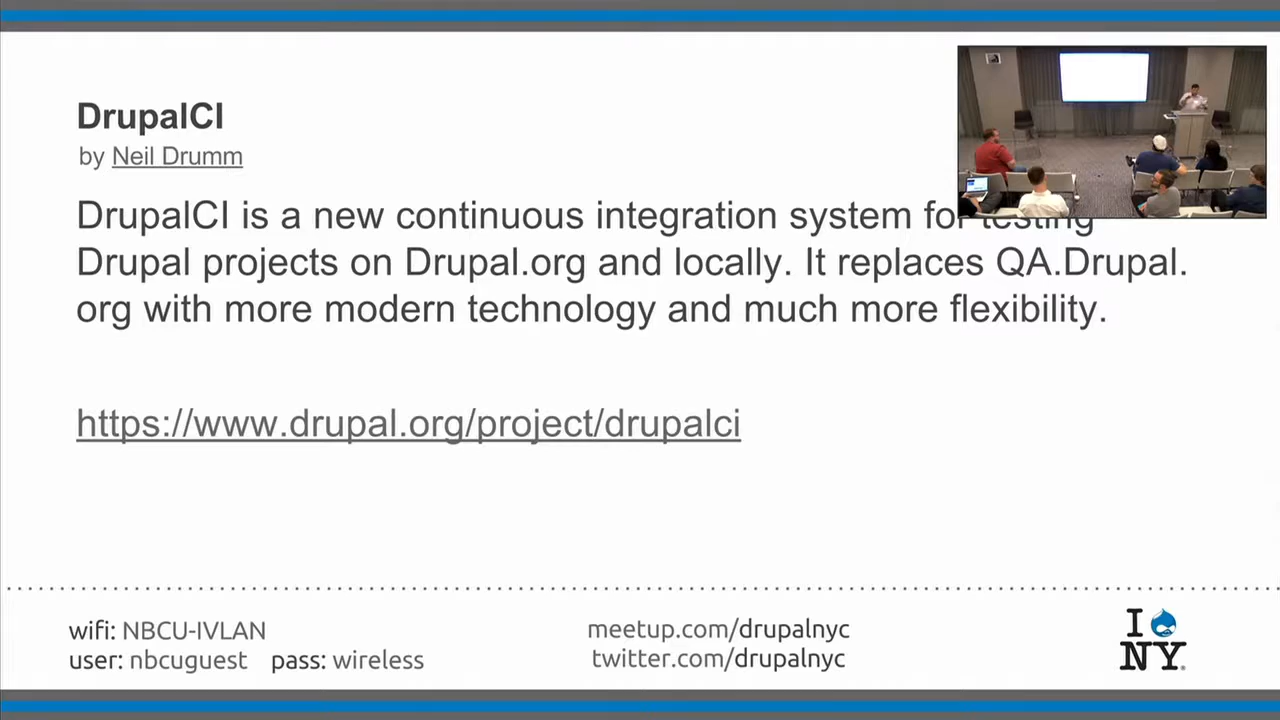 DrupalCI
by Neil Drumm
DrupalCI is a new continuous integration system for testing
Drupal projects on Drupal.org and locally. It replaces QA.Drupal.
org with more modern technology and much more flexibility.
https://www.drupal.org/project/drupalci
wifi: NBCU-IVLAN
user: nbcuguest pass: wireless
meetup.com/drupalnyc
twitter.com/drupalnyc
I
NY